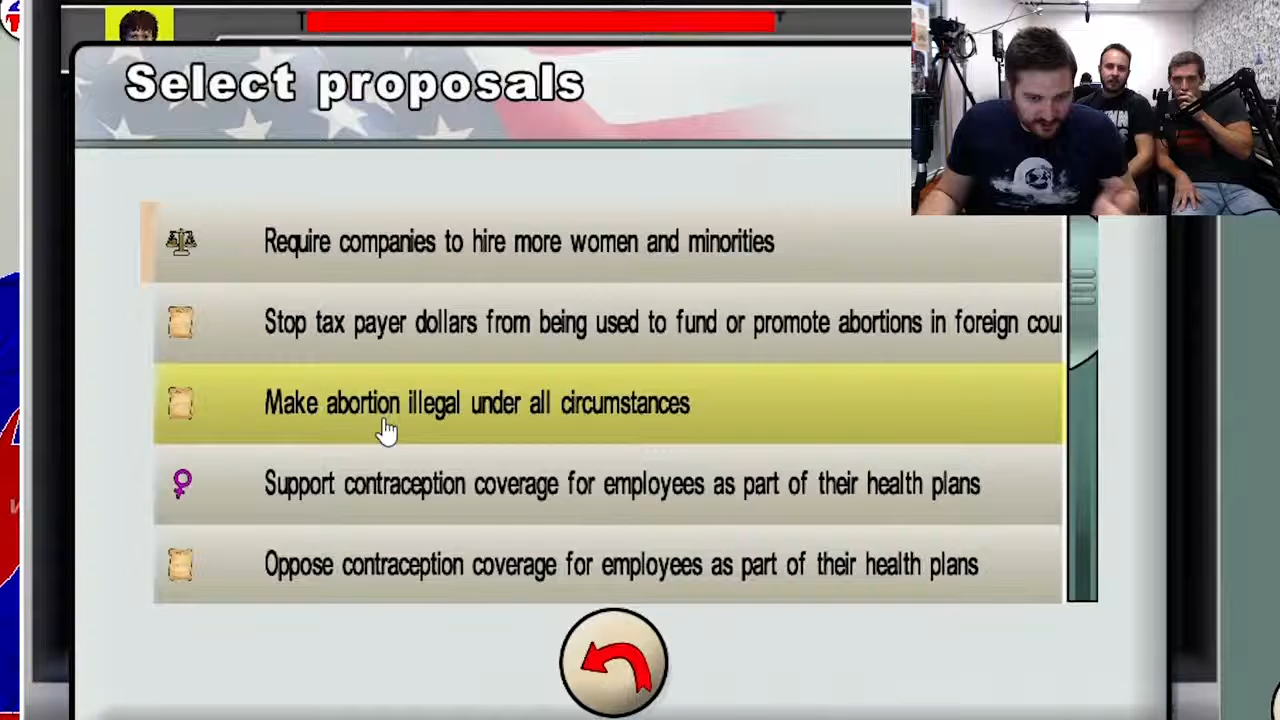 Select proposals
Require companies to hire more women and minorities
Stop tax payer dollars from being used to fund or promote abortions in foreign
Make abortion illegal under all circumstances
Support contraception coverage for employees as part of their health plans
Oppose contraception coverage for employees as part of their health plans